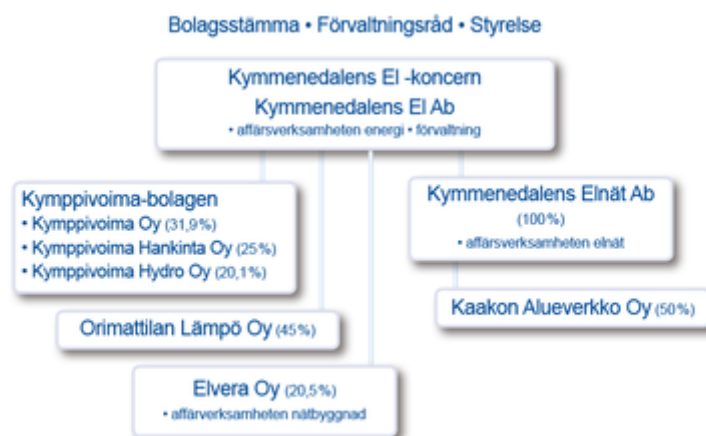 Bolagsstämma • Förvaltningsråd • Styrelse
Kymmenedalens El -koncern
Kymmenedalens El Ab
• affärsverksamheten energi • förvaltning
Kymppivoima-bolagen
• Kymppivoima Oy (31,9%)
• Kymppivoima Hankinta Oy (25%)
• Kymppivoima Hydro Oy (20,1%)
Kymmenedalens Elnät Ab
(100%)
• affärsverksamheten elnät
Kaakon Alueverkko Oy (50%)
Orimattilan Lämpö Oy (45%)
Elvera Oy (20,5%)
• affärverksamheten nätbyggnad